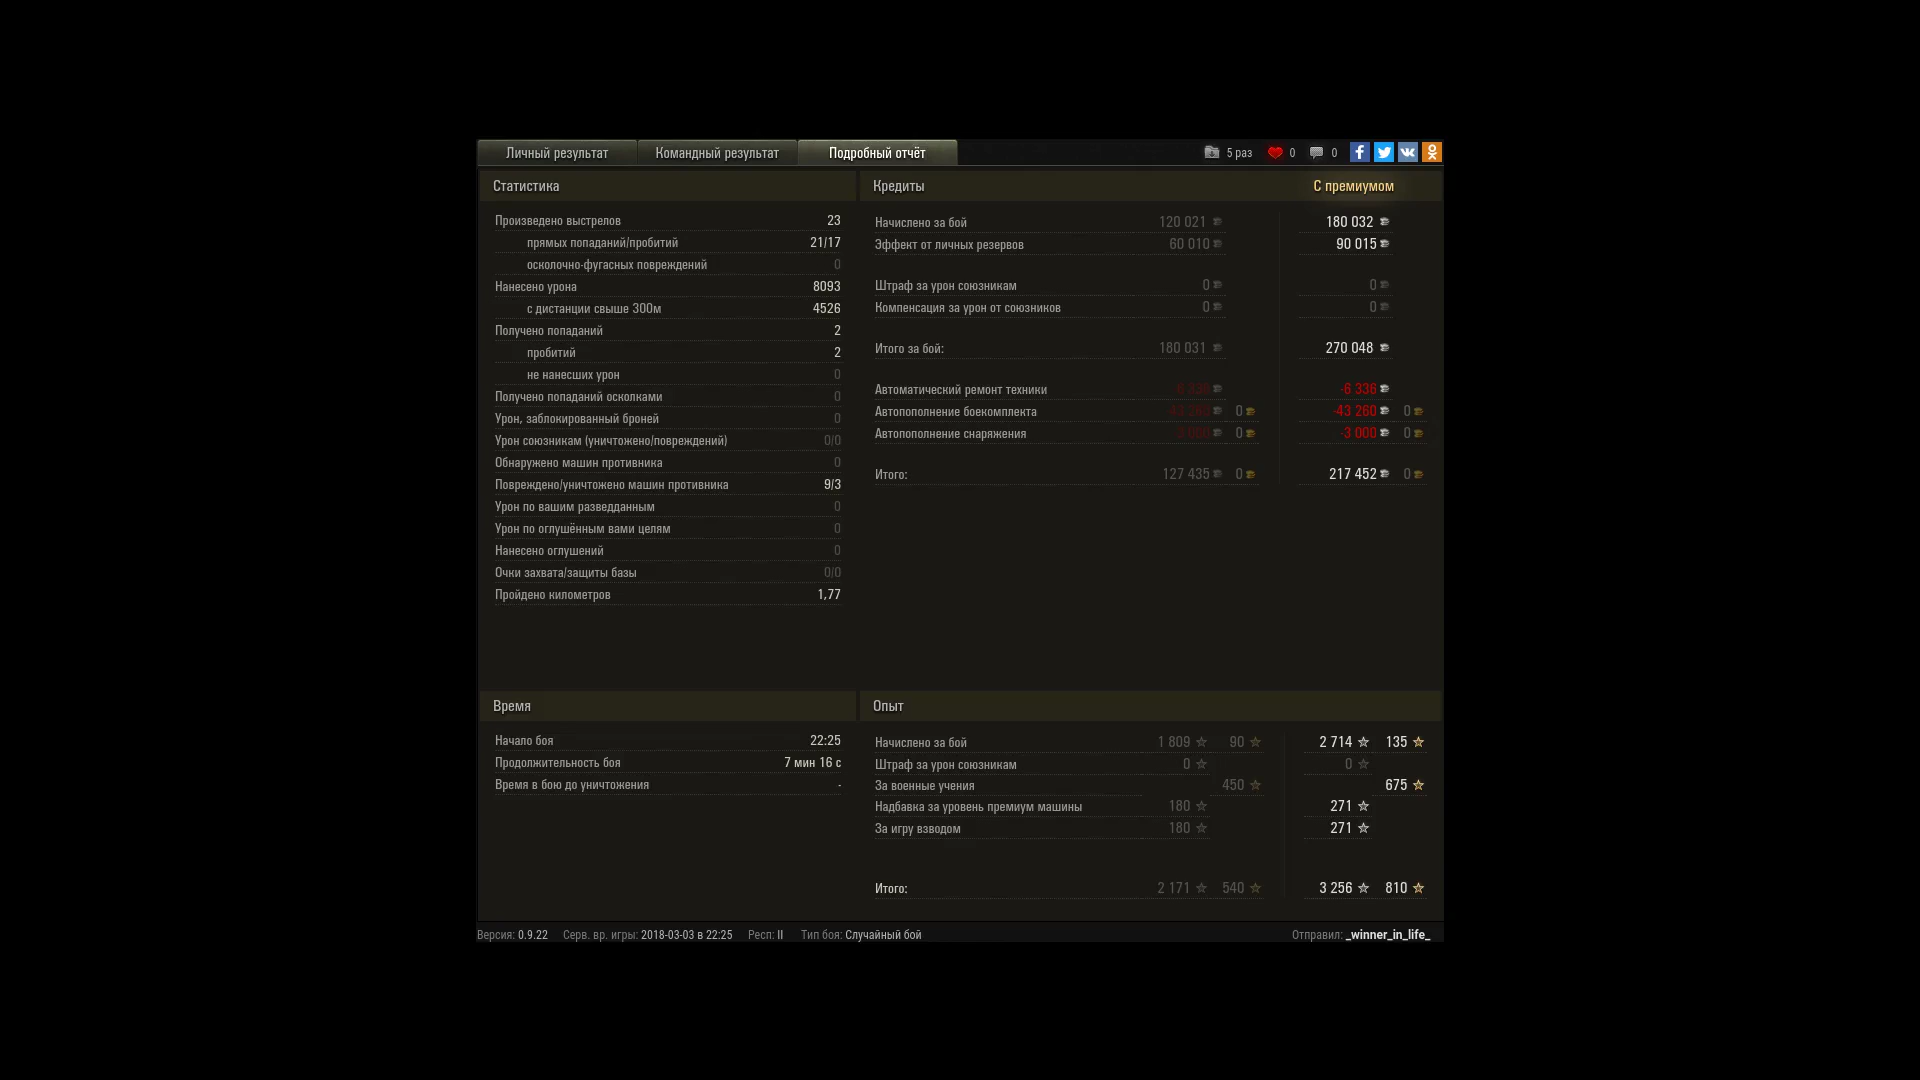 Личный результат Командный результат Подробный отчёт 5 раз 0 0
Статистика
Произведено выстрелов 23
прямых попаданий/пробитий 21/17
осколочно-фугасных повреждений 0
Нанесено урона 8093
с дистанции свыше 300м 4526
Получено попаданий 2
пробитий 2
не нанесших урон 0
Получено попаданий осколками 0
Урон, заблокированный броней 0
Урон союзникам (уничтожено/повреждений) 0/0
Обнаружено машин противника 0
Повреждено/уничтожено машин противника 9/3
Урон по вашим разведданным 0
Урон по оглушённым вами целям 0
Нанесено оглушений 0
Очки захвата/защиты базы 0/0
Пройдено километров 1,77
Кредиты С премиумом
Начислено за бой 120 021 180 032
Эффект от личных резервов 60 010 90 015
Штраф за урон союзникам 0 0
Компенсация за урон от союзников 0 0
Итого за бой: 180 031 270 048
Автоматический ремонт техники -6 336
Автопополнение боекомплекта 0 -43 260 0
Автопополнение снаряжения 0 -3 000 0
Итого: 127 435 0 217 452 0
Время
Начало боя 22:25
Продолжительность боя 7 мин 16 с
Время в бою до уничтожения -
Опыт
Начислено за бой 1 809 90 2 714 135
Штраф за урон союзникам 0 0
За военные учения 450 675
Надбавка за уровень премиум машины 180 271
За игру взводом 180 271
Итого: 2 171 540 3 256 810
Версия: 0.9.22 Серв. вр. игры: 2018-03-03 в 22:25 Респ: II Тип боя: Случайный бой Отправил: _winner_in_life_